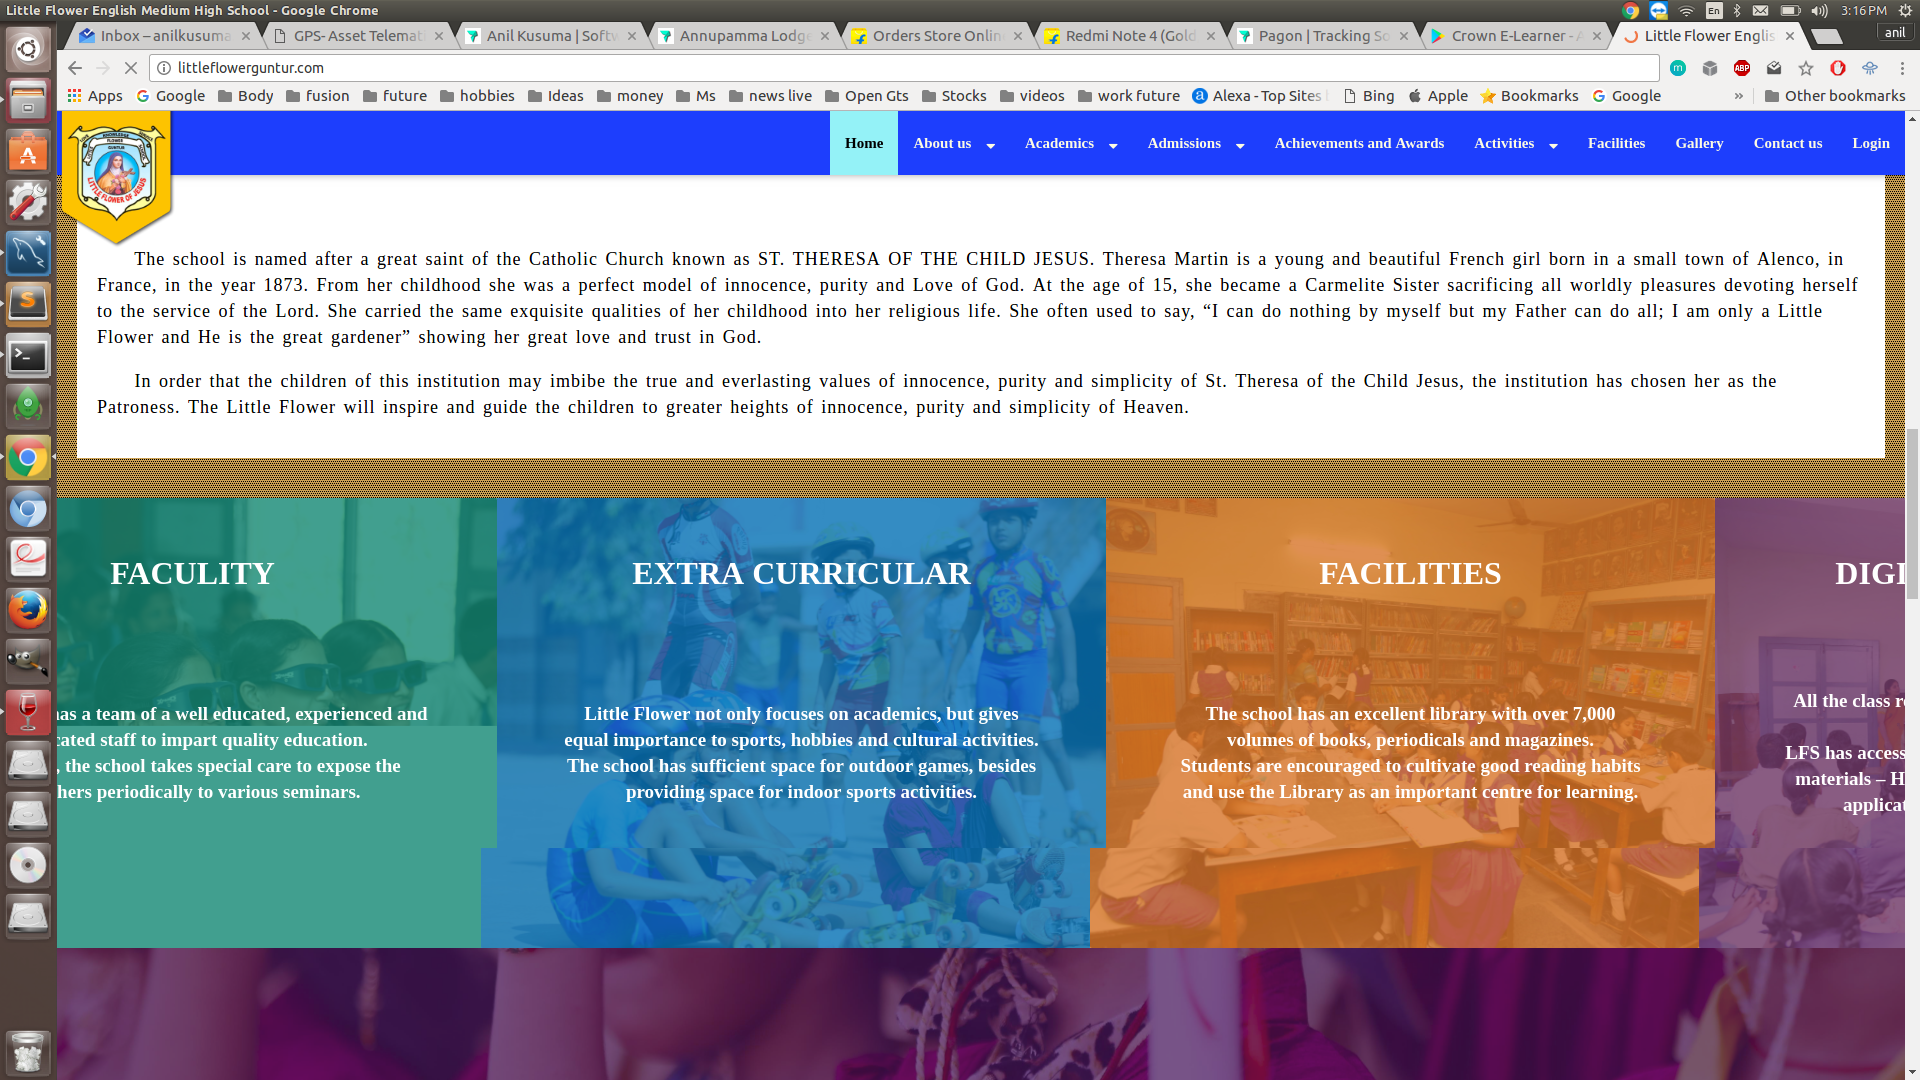 Little Flower English Medium High School - Google Chrome
En
3:16 PM
Inbox – anilkusuma
GPS- Asset Telemat
Anil Kusuma | Softw
Annupamma Lodge
Orders Store Onlin
Redmi Note 4 (Gold
Pagon | Tracking So
Crown E-Learner - A
Little Flower Englis
anil
littleflowerguntur.com
m
ABP
Apps
Google
Body
fusion
future
hobbies
Ideas
money
Ms
news live
Open Gts
Stocks
videos
work future
Alexa - Top Sites
Bing
Apple
Bookmarks
Google
»
Other bookmarks
KNOWLEDGE
FLOWER
GUNTUR
LITTLE FLOWER OF JESUS
Home
About us
Academics
Admissions
Achievements and Awards
Activities
Facilities
Gallery
Contact us
Login
The school is named after a great saint of the Catholic Church known as ST. THERESA OF THE CHILD JESUS. Theresa Martin is a young and beautiful French girl born in a small town of Alenco, in
France, in the year 1873. From her childhood she was a perfect model of innocence, purity and Love of God. At the age of 15, she became a Carmelite Sister sacrificing all worldly pleasures devoting herself
to the service of the Lord. She carried the same exquisite qualities of her childhood into her religious life. She often used to say, “I can do nothing by myself but my Father can do all; I am only a Little
Flower and He is the great gardener” showing her great love and trust in God.
In order that the children of this institution may imbibe the true and everlasting values of innocence, purity and simplicity of St. Theresa of the Child Jesus, the institution has chosen her as the
Patroness. The Little Flower will inspire and guide the children to greater heights of innocence, purity and simplicity of Heaven.
FACULITY
as a team of a well educated, experienced and
cated staff to impart quality education.
, the school takes special care to expose the
hers periodically to various seminars.
EXTRA CURRICULAR
Little Flower not only focuses on academics, but gives
equal importance to sports, hobbies and cultural activities.
The school has sufficient space for outdoor games, besides
providing space for indoor sports activities.
FACILITIES
The school has an excellent library with over 7,000
volumes of books, periodicals and magazines.
Students are encouraged to cultivate good reading habits
and use the Library as an important centre for learning.
DIGI
All the class r
LFS has access
materials – H
applicat